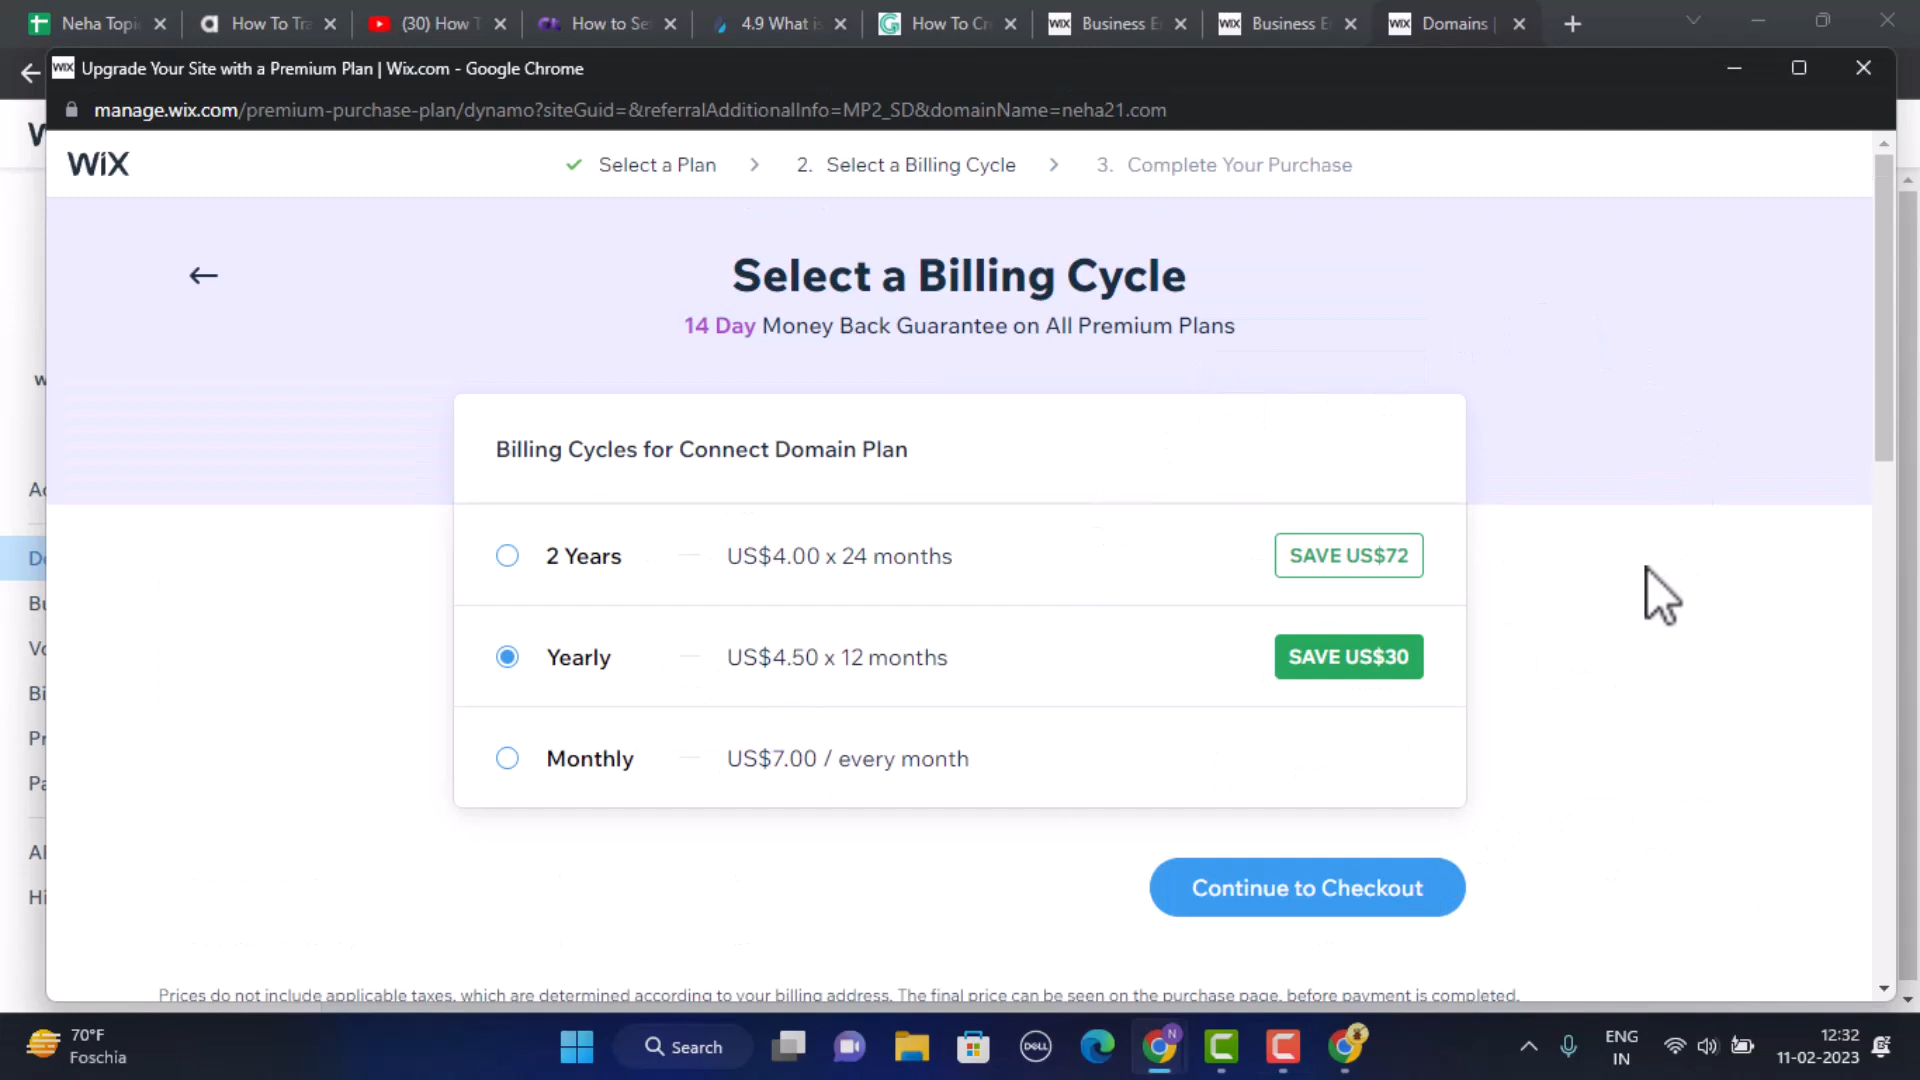 Neha Topi
How To Tra
(30) How T
How to Se
4.9 What is
How To Cr
WIX Business E
WIX Business E
WIX Domains |
WIX Upgrade Your Site with a Premium Plan | Wix.com - Google Chrome
manage.wix.com/premium-purchase-plan/dynamo?siteGuid=&referralAdditionalInfo=MP2_SD&domainName=neha21.com
WiX
Select a Plan
2. Select a Billing Cycle
3. Complete Your Purchase
Select a Billing Cycle
14 Day Money Back Guarantee on All Premium Plans
Billing Cycles for Connect Domain Plan
2 Years US$4.00 x 24 months SAVE US$72
Yearly US$4.50 x 12 months SAVE US$30
Monthly US$7.00 / every month
Continue to Checkout
Prices do not include applicable taxes, which are determined according to your billing address. The final price can be seen on the purchase page, before payment is completed.
70°F
Foschia
Search
DELL
N
ENG
IN
12:32
11-02-2023